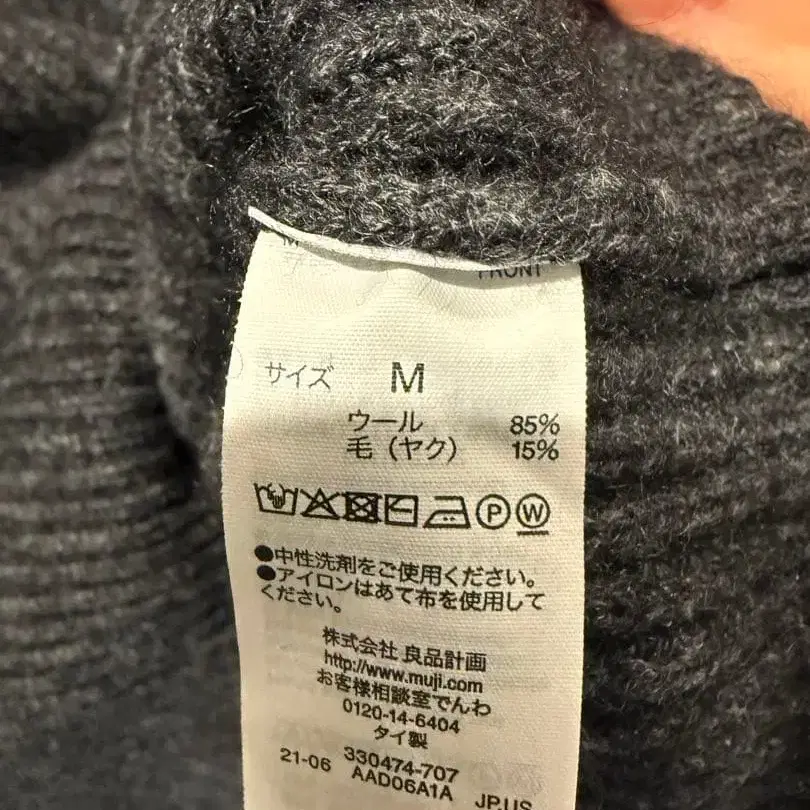 M
FRONT
サイズ M
ウール 85%
毛（ヤク） 15%
P W
●中性洗剤をご使用ください。
●アイロンはあて布を使用して
ください。
株式会社 良品計画
http://www.muji.com
お客様相談室でんわ
0120-14-6404
タイ製
330474-707
21-06 AAD06A1A JP.US